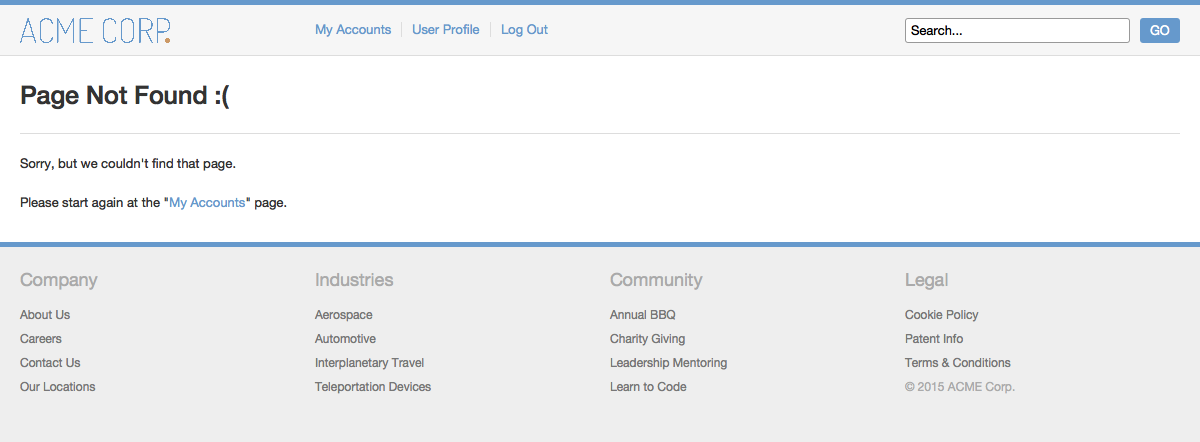 ACME CORP.
My Accounts
User Profile
Log Out
Search...
GO
Page Not Found :(
Sorry, but we couldn't find that page.
Please start again at the "My Accounts" page.
Company
About Us
Careers
Contact Us
Our Locations
Industries
Aerospace
Automotive
Interplanetary Travel
Teleportation Devices
Community
Annual BBQ
Charity Giving
Leadership Mentoring
Learn to Code
Legal
Cookie Policy
Patent Info
Terms & Conditions
© 2015 ACME Corp.